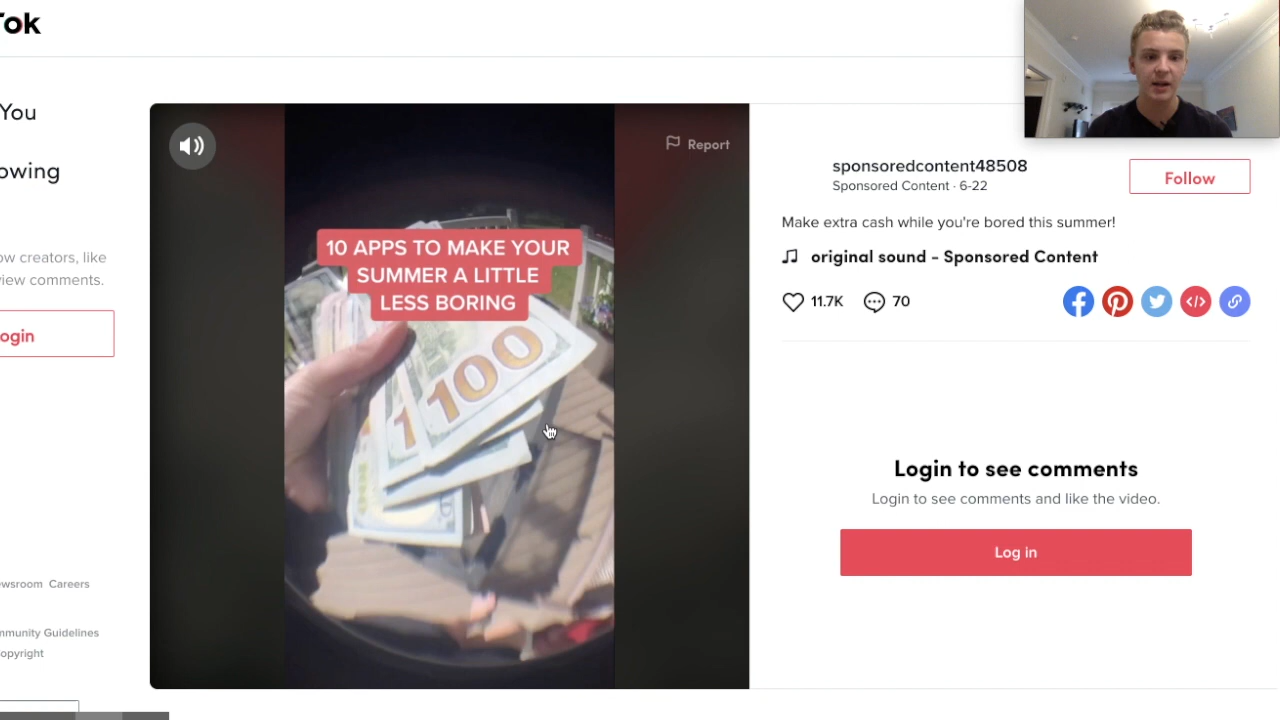 Tok
You
owing
ow creators, like
view comments.
ogin
ewsroom Careers
mmunity Guidelines
opyright
Report
10 APPS TO MAKE YOUR
SUMMER A LITTLE
LESS BORING
100
sponsoredcontent48508
Sponsored Content · 6-22
Follow
Make extra cash while you're bored this summer!
original sound - Sponsored Content
11.7K
70
Login to see comments
Login to see comments and like the video.
Log in